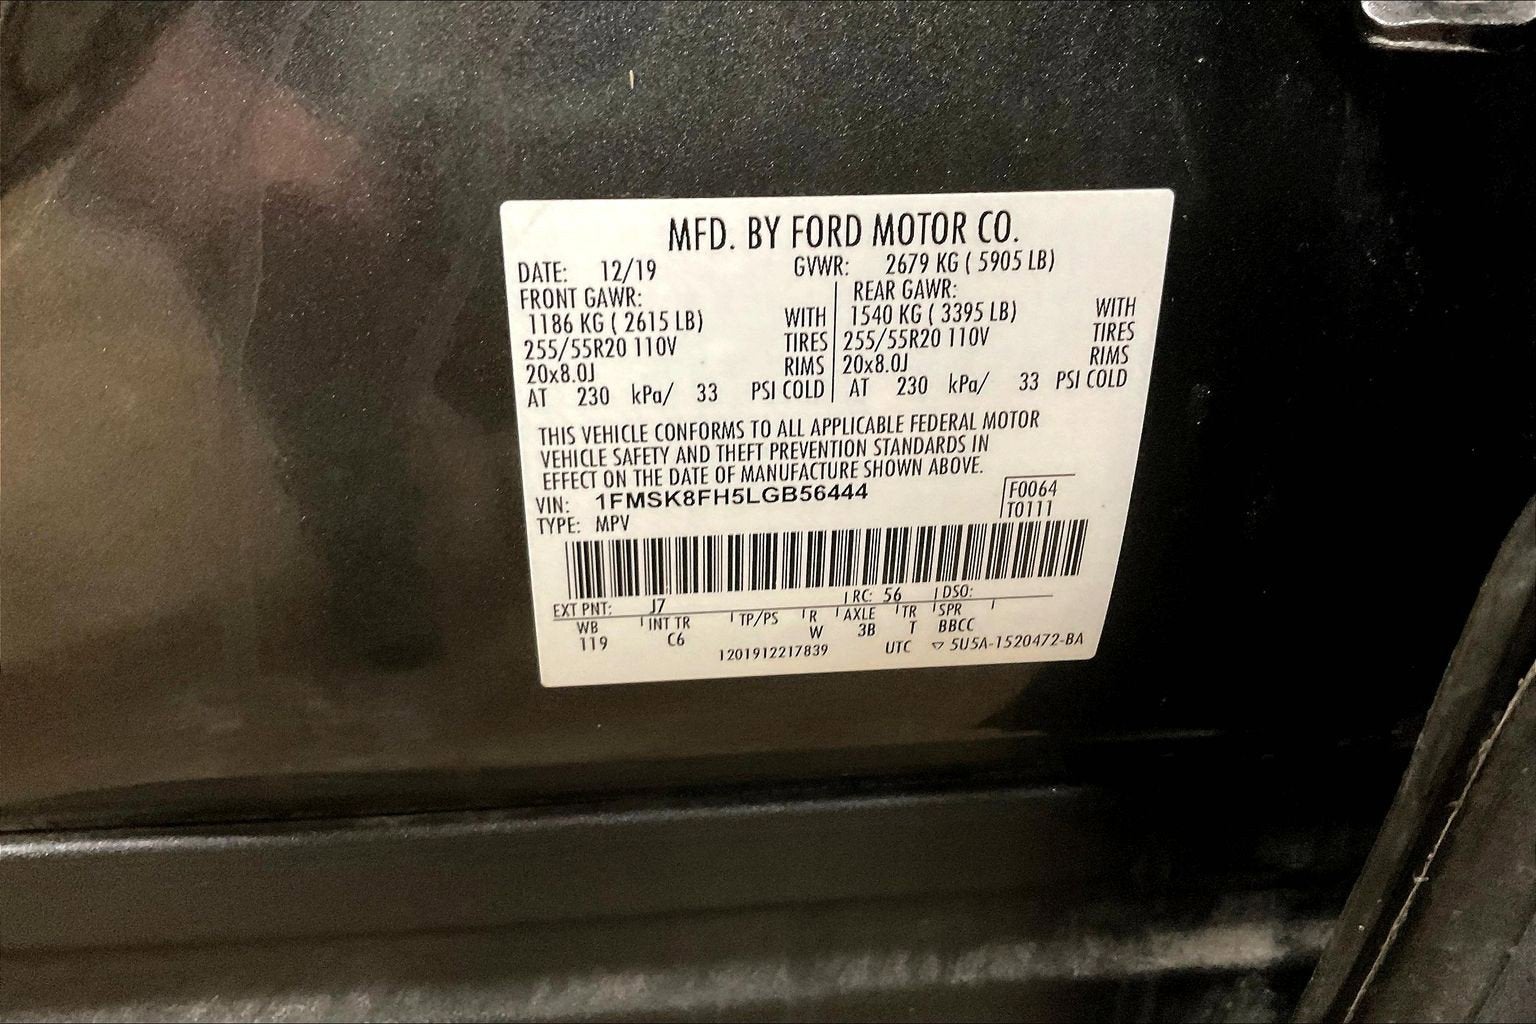 MFD. BY FORD MOTOR CO.
DATE: 12/19 GVWR: 2679 KG ( 5905 LB)
FRONT GAWR: REAR GAWR:
1186 KG ( 2615 LB) WITH 1540 KG ( 3395 LB) WITH
255/55R20 110V TIRES 255/55R20 110V TIRES
20x8.0J RIMS 20x8.0J RIMS
AT 230 kPa/ 33 PSI COLD AT 230 kPa/ 33 PSI COLD
THIS VEHICLE CONFORMS TO ALL APPLICABLE FEDERAL MOTOR
VEHICLE SAFETY AND THEFT PREVENTION STANDARDS IN
EFFECT ON THE DATE OF MANUFACTURE SHOWN ABOVE.
VIN: 1FMSK8FH5LGB56444 F0064
TYPE: MPV T0111
EXT PNT: J7 RC: 56 DSO:
WB INT TR TP/PS R AXLE TR SPR
119 C6 W 3B T BBCC
1201912217839 UTC ▽ 5U5A-1520472-BA